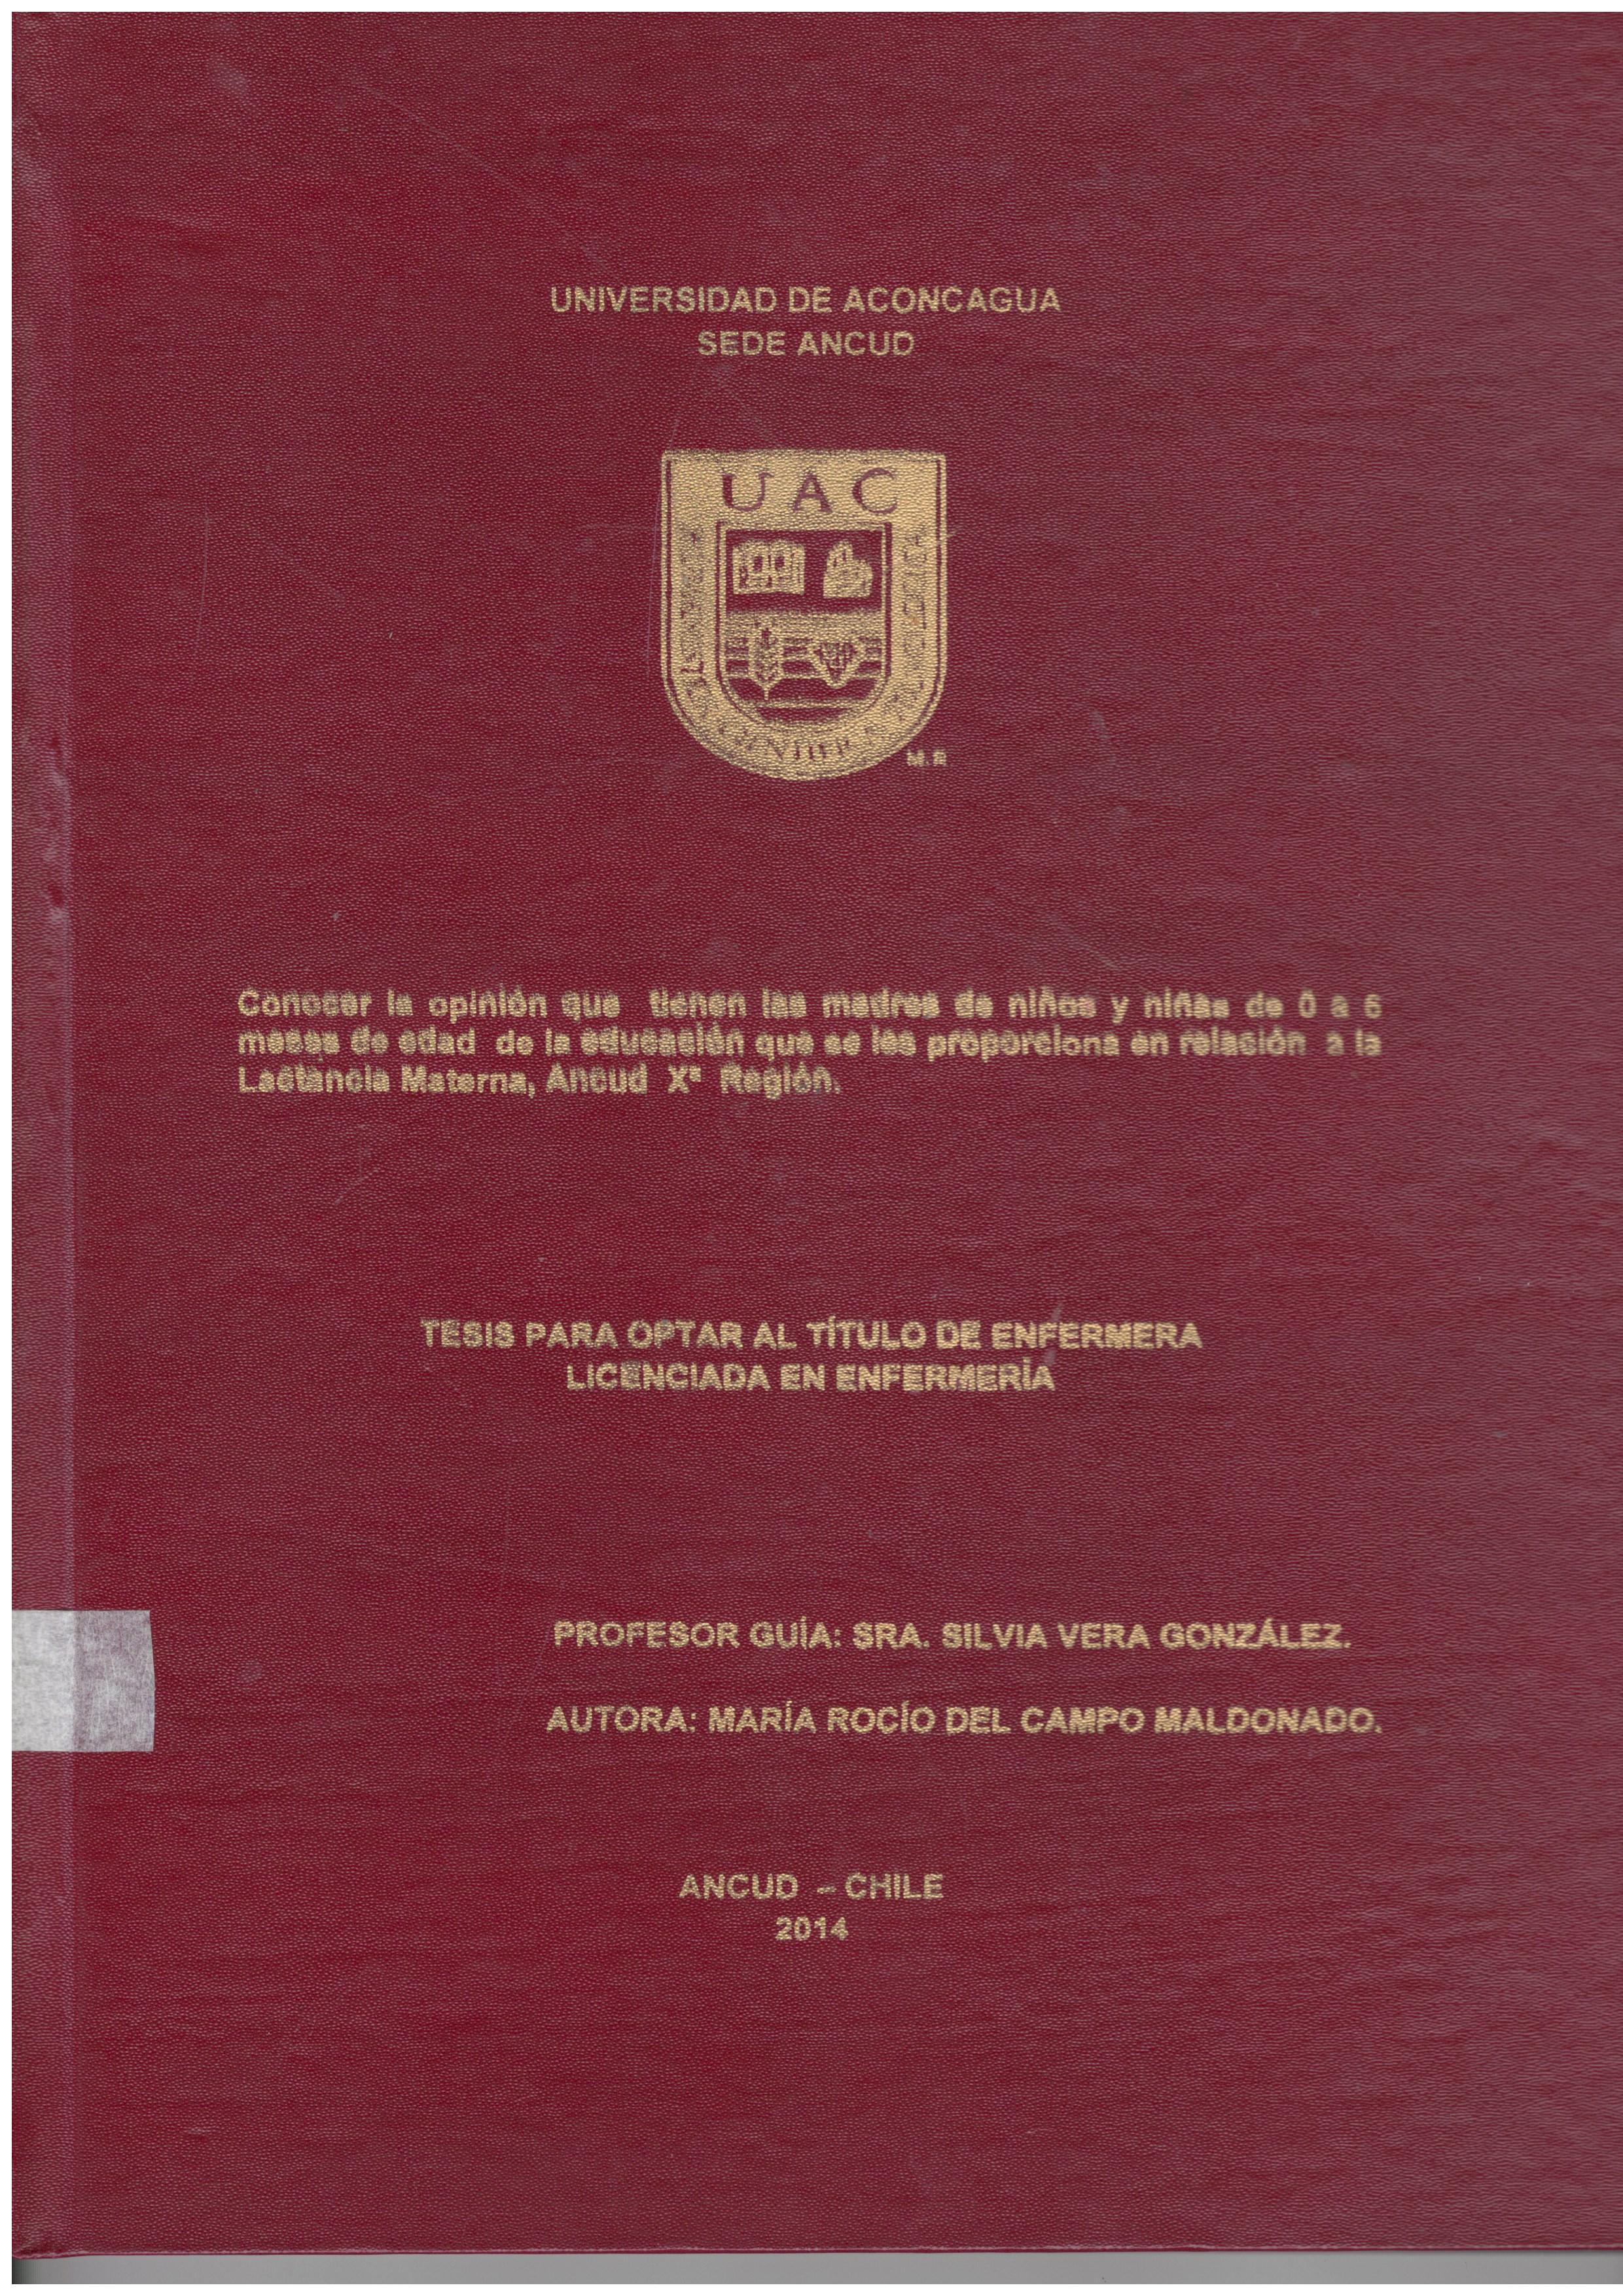 UNIVERSIDAD DE ACONCAGUA
SEDE ANCUD
UAC
M.R
Conocer la opinión que tienen las madres de niños y niñas de 0 a 6
meses de edad de la educación que se les proporciona en relación a la
Lactancia Materna, Ancud Xª Región.
TESIS PARA OPTAR AL TÍTULO DE ENFERMERA
LICENCIADA EN ENFERMERÍA
PROFESOR GUÍA: SRA. SILVIA VERA GONZÁLEZ.
AUTORA: MARÍA ROCÍO DEL CAMPO MALDONADO.
ANCUD – CHILE
2014